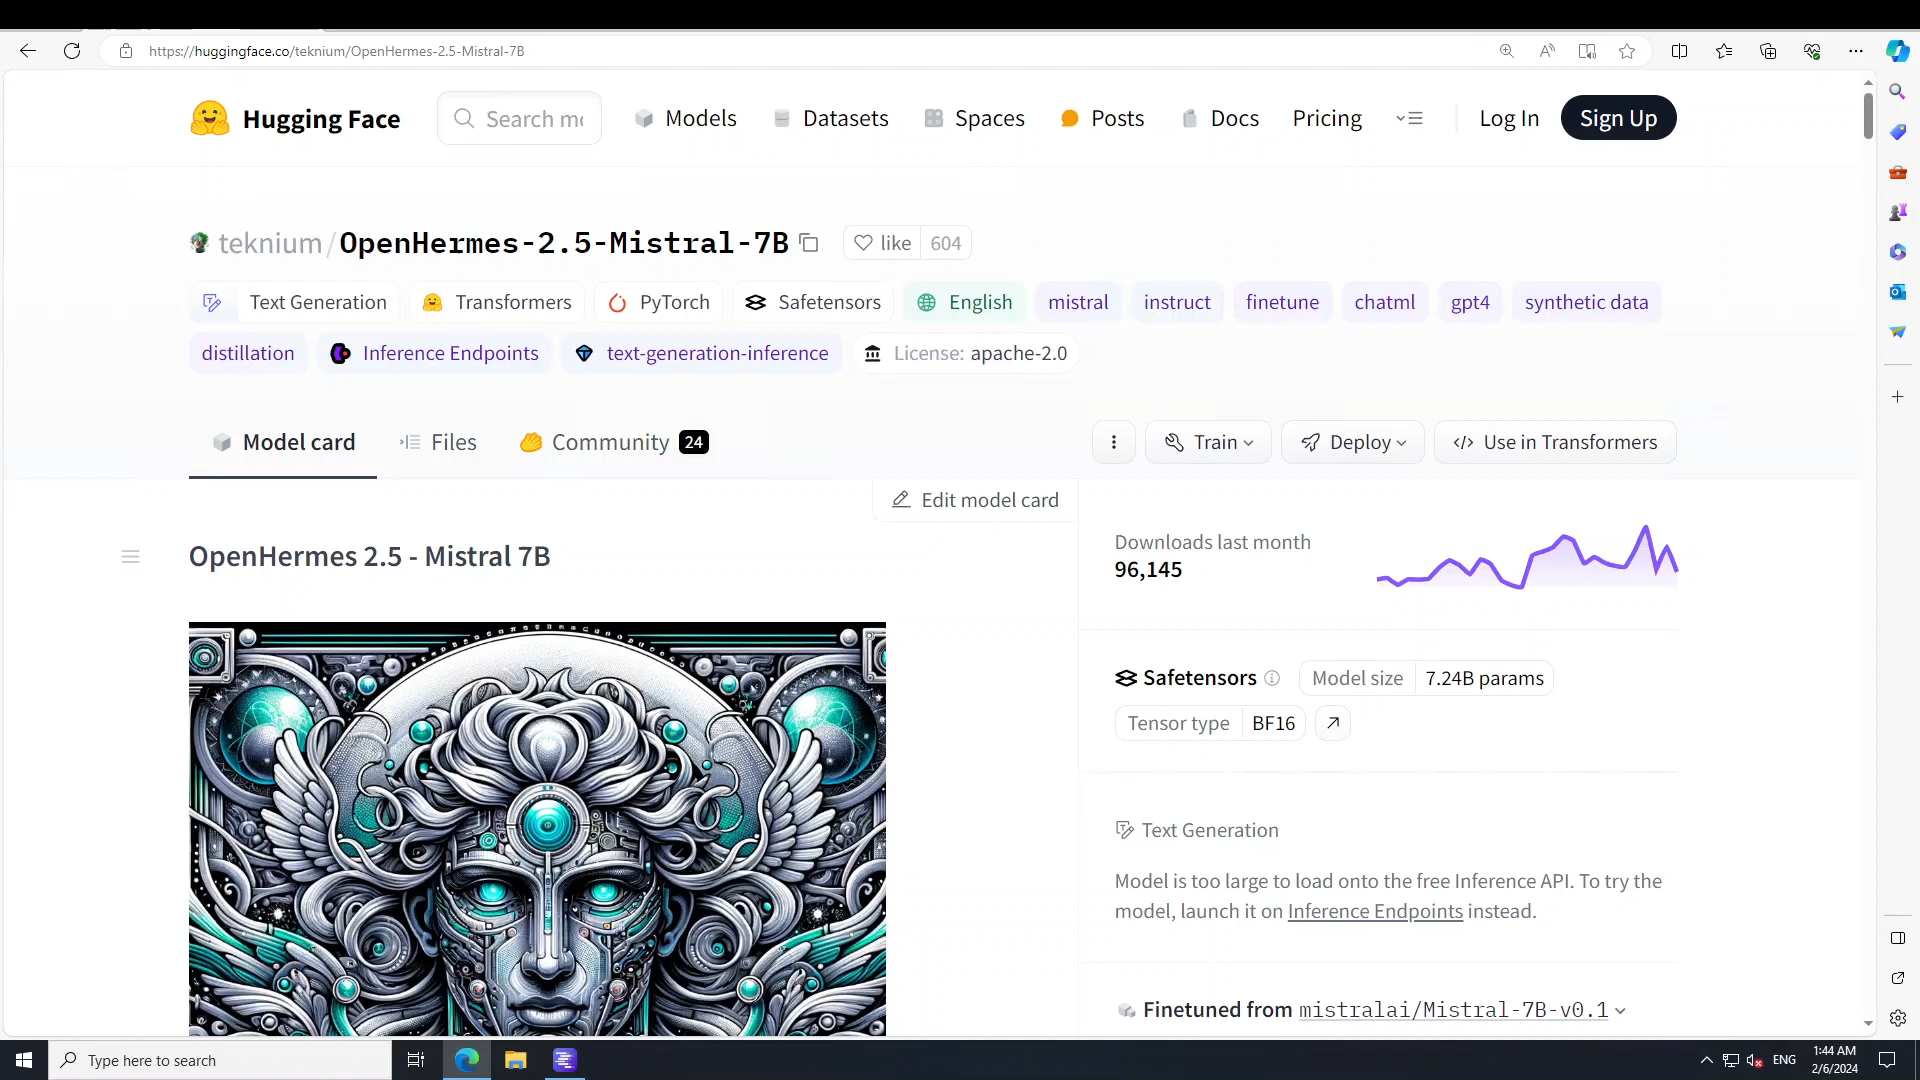 https://huggingface.co/teknium/OpenHermes-2.5-Mistral-7B
Hugging Face
Search mo
Models
Datasets
Spaces
Posts
Docs
Pricing
Log In
Sign Up
teknium/OpenHermes-2.5-Mistral-7B
like 604
Text Generation
Transformers
PyTorch
Safetensors
English
mistral
instruct
finetune
chatml
gpt4
synthetic data
distillation
Inference Endpoints
text-generation-inference
License: apache-2.0
Model card
Files
Community 24
Train
Deploy
Use in Transformers
Edit model card
OpenHermes 2.5 - Mistral 7B
Downloads last month
96,145
Safetensors
Model size 7.24B params
Tensor type BF16
Text Generation
Model is too large to load onto the free Inference API. To try the
model, launch it on Inference Endpoints instead.
Finetuned from mistralai/Mistral-7B-v0.1
Type here to search
ENG
1:44 AM
2/6/2024